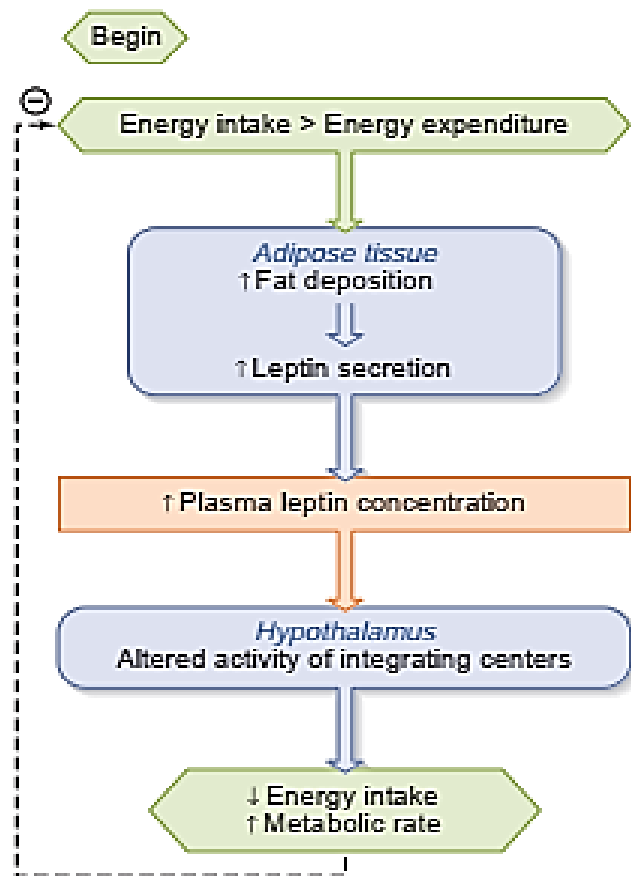 Begin
⊖
Energy intake > Energy expenditure
Adipose tissue
↑Fat deposition
↑Leptin secretion
↑Plasma leptin concentration
Hypothalamus
Altered activity of integrating centers
↓Energy intake
↑Metabolic rate